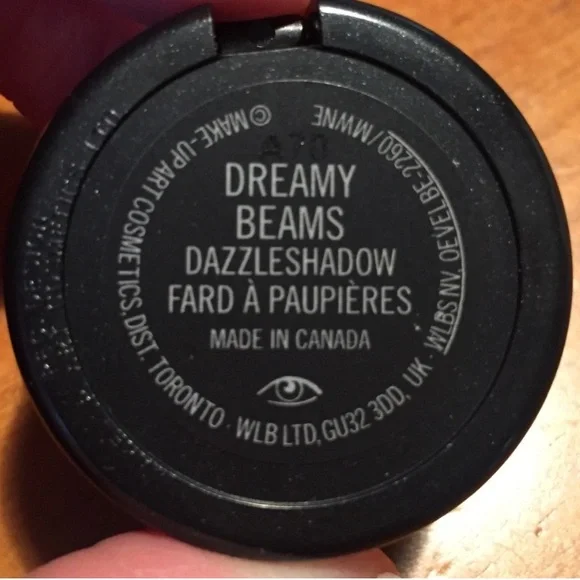 DREAMY
BEAMS
DAZZLESHADOW
FARD À PAUPIÈRES
MADE IN CANADA
© MAKE-UP ART COSMETICS, DIST. TORONTO · WLB LTD, GU32 3DD, UK · WLBS NV, OEVEL BE-2260 / MWNE